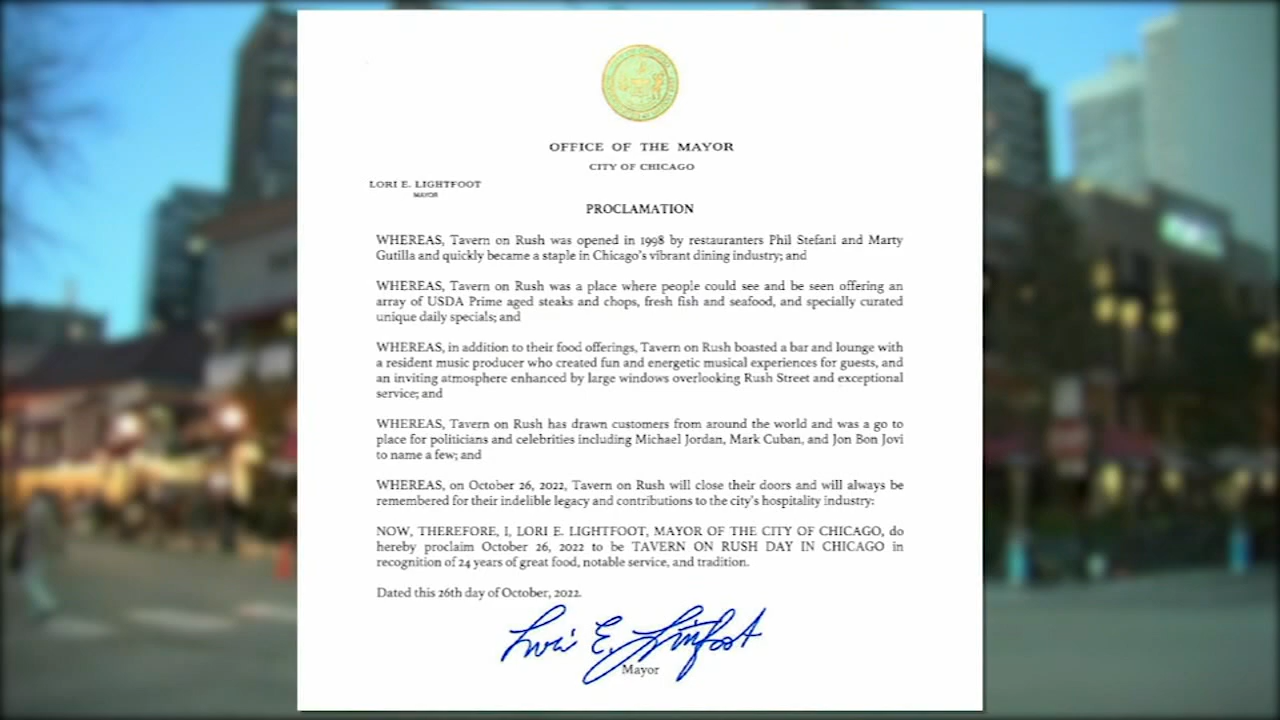 OFFICE OF THE MAYOR
CITY OF CHICAGO
LORI E. LIGHTFOOT
MAYOR
PROCLAMATION
WHEREAS, Tavern on Rush was opened in 1998 by restauranters Phil Stefani and Marty
Gutilla and quickly became a staple in Chicago's vibrant dining industry; and
WHEREAS, Tavern on Rush was a place where people could see and be seen offering an
array of USDA Prime aged steaks and chops, fresh fish and seafood, and specially curated
unique daily specials; and
WHEREAS, in addition to their food offerings, Tavern on Rush boasted a bar and lounge with
a resident music producer who created fun and energetic musical experiences for guests, and
an inviting atmosphere enhanced by large windows overlooking Rush Street and exceptional
service; and
WHEREAS, Tavern on Rush has drawn customers from around the world and was a go to
place for politicians and celebrities including Michael Jordan, Mark Cuban, and Jon Bon Jovi
to name a few; and
WHEREAS, on October 26, 2022, Tavern on Rush will close their doors and will always be
remembered for their indelible legacy and contributions to the city's hospitality industry:
NOW, THEREFORE, I, LORI E. LIGHTFOOT, MAYOR OF THE CITY OF CHICAGO, do
hereby proclaim October 26, 2022 to be TAVERN ON RUSH DAY IN CHICAGO in
recognition of 24 years of great food, notable service, and tradition.
Dated this 26th day of October, 2022.
Lori E. Lightfoot
Mayor